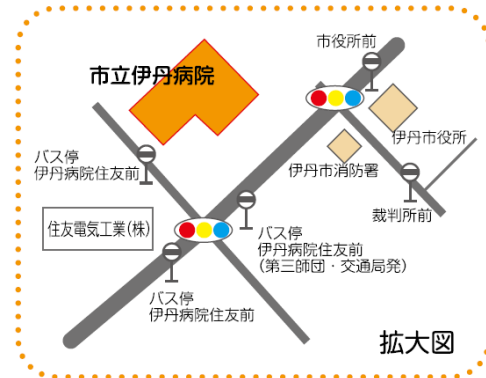 市役所前
市立伊丹病院
伊丹市役所
バス停
伊丹病院住友前
伊丹市消防署
裁判所前
住友電気工業(株)
バス停
伊丹病院住友前
(第三師団・交通局発)
バス停
伊丹病院住友前
拡大図